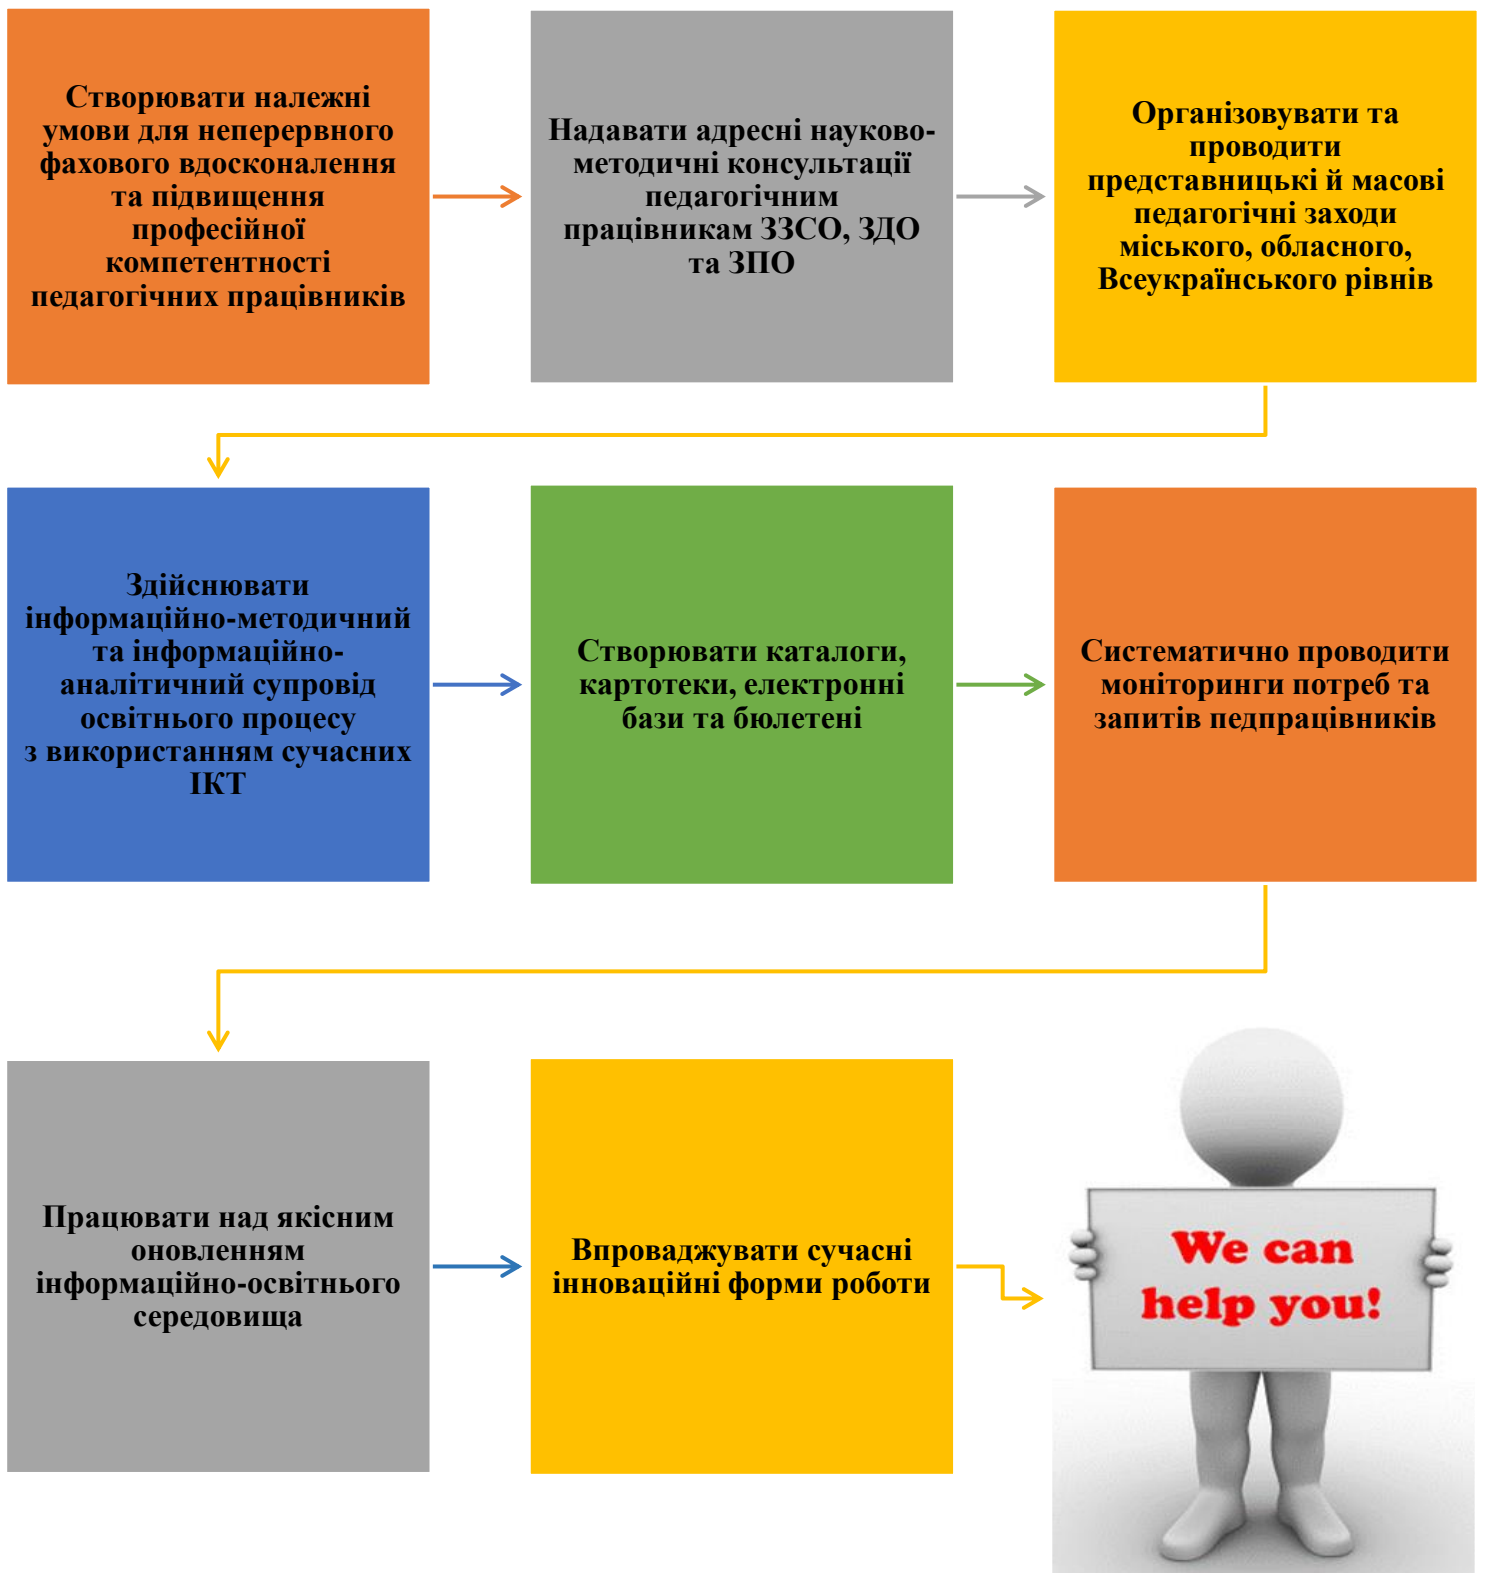 Створювати належні
умови для неперервного
фахового вдосконалення
та підвищення
професійної
компетентності
педагогічних працівників
Надавати адресні науково-
методичні консультації
педагогічним
працівникам ЗЗСО, ЗДО
та ЗПО
Організовувати та
проводити
представницькі й масові
педагогічні заходи
міського, обласного,
Всеукраїнського рівнів
Здійснювати
інформаційно-методичний
та інформаційно-
аналітичний супровід
освітнього процесу
з використанням сучасних
ІКТ
Створювати каталоги,
картотеки, електронні
бази та бюлетені
Систематично проводити
моніторинги потреб та
запитів педпрацівників
Працювати над якісним
оновленням
інформаційно-освітнього
середовища
Впроваджувати сучасні
інноваційні форми роботи
We can
help you!